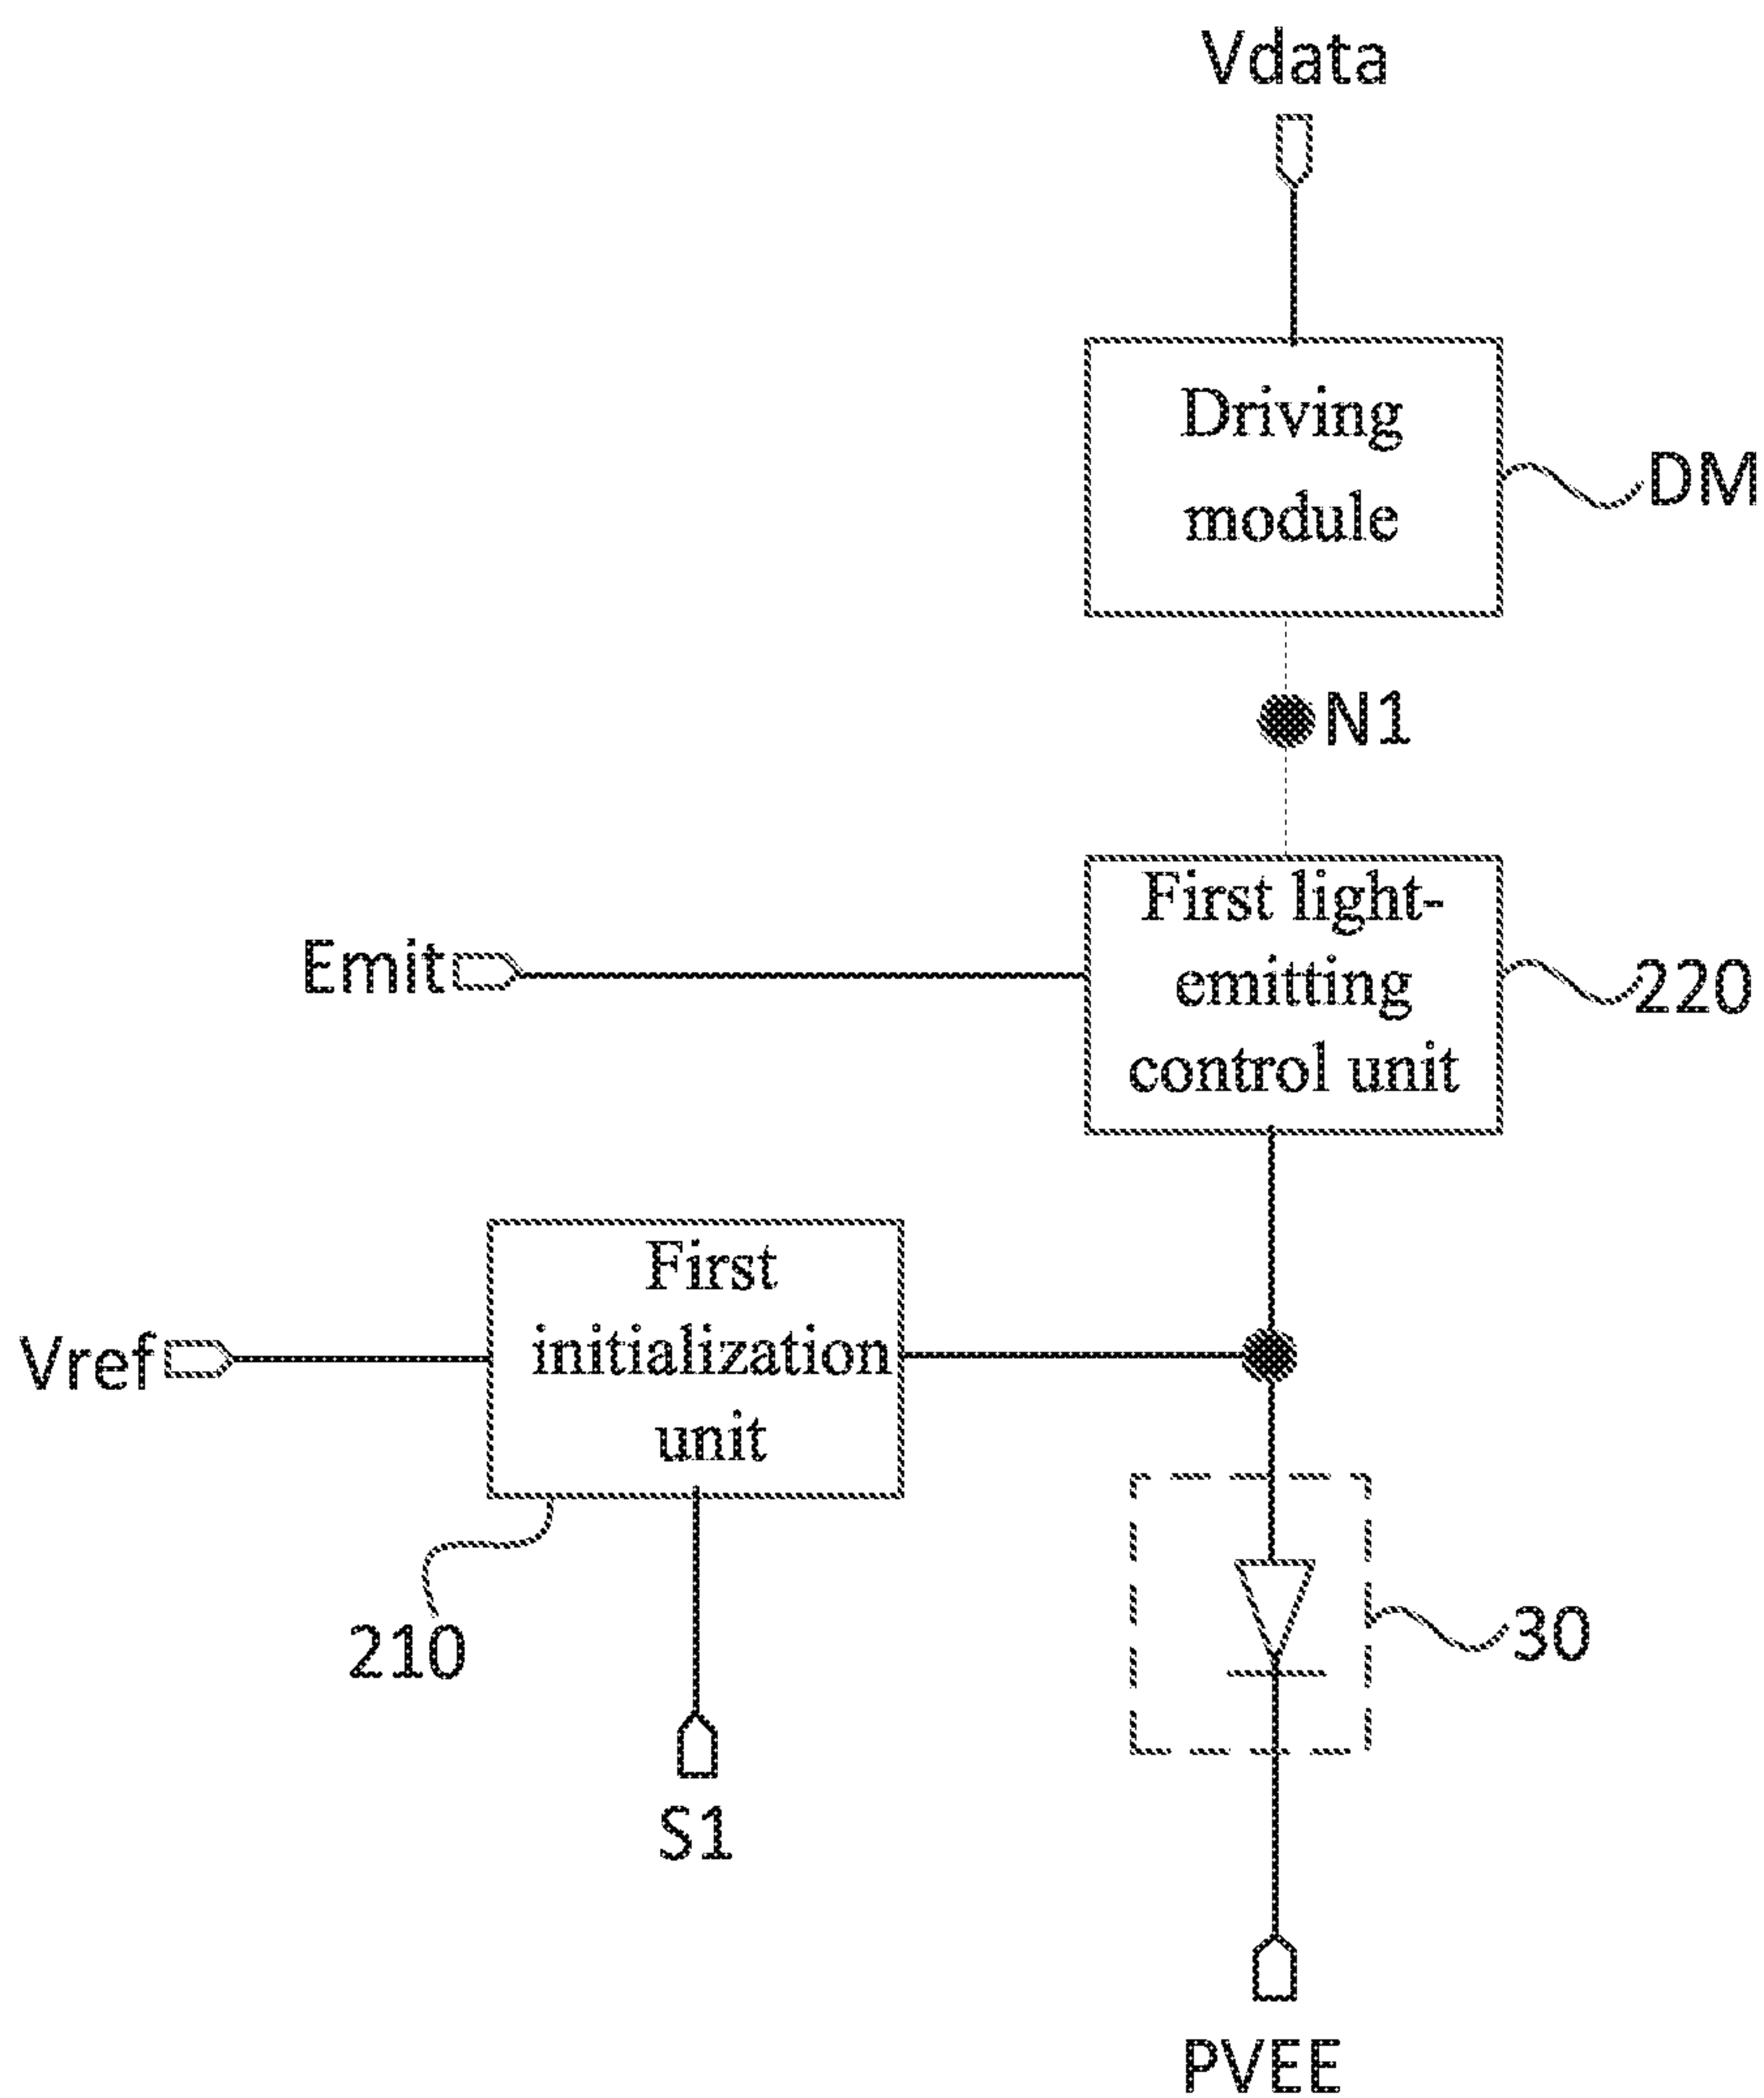 Vdata
Driving
module
DM
N1
First light-
emitting
control unit
Emit
220
First
initialization
unit
Vref
210
30
S1
PVEE